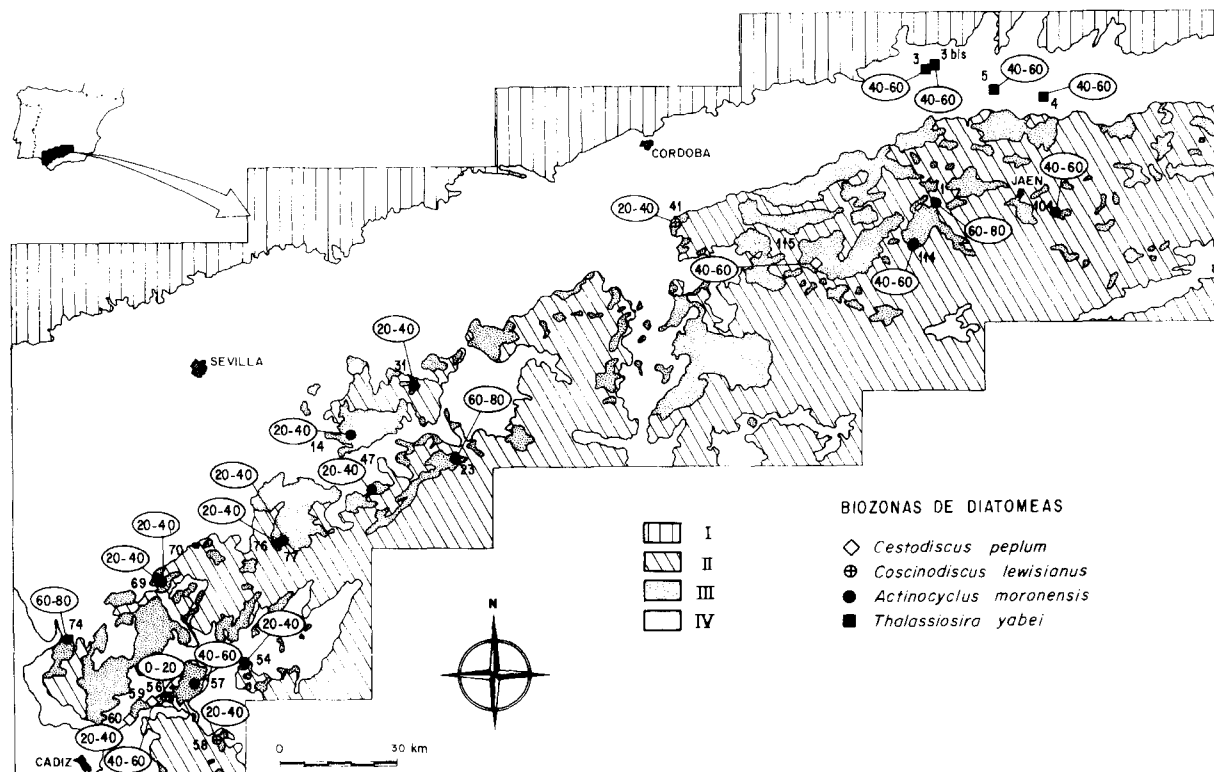 3 3 bis
40-60
40-60
5
40-60
40-60
4
CORDOBA
40-60
JAEN
104
20-40
41
60-80
115
40-60
114
40-60
SEVILLA
20-40
31
60-80
20-40
14
47
20-40
23
20-40
20-40
76
77
20-40
70
20-40
69
60-80
74
20-40
40-60
54
0-20
56
57
59
60
20-40
20-40
58
40-60
CADIZ
I
II
III
IV
BIOZONAS DE DIATOMEAS
Cestodiscus peplum
Coscinodiscus lewisianus
Actinocyclus moronensis
Thalassiosira yabei
N
0 30 km